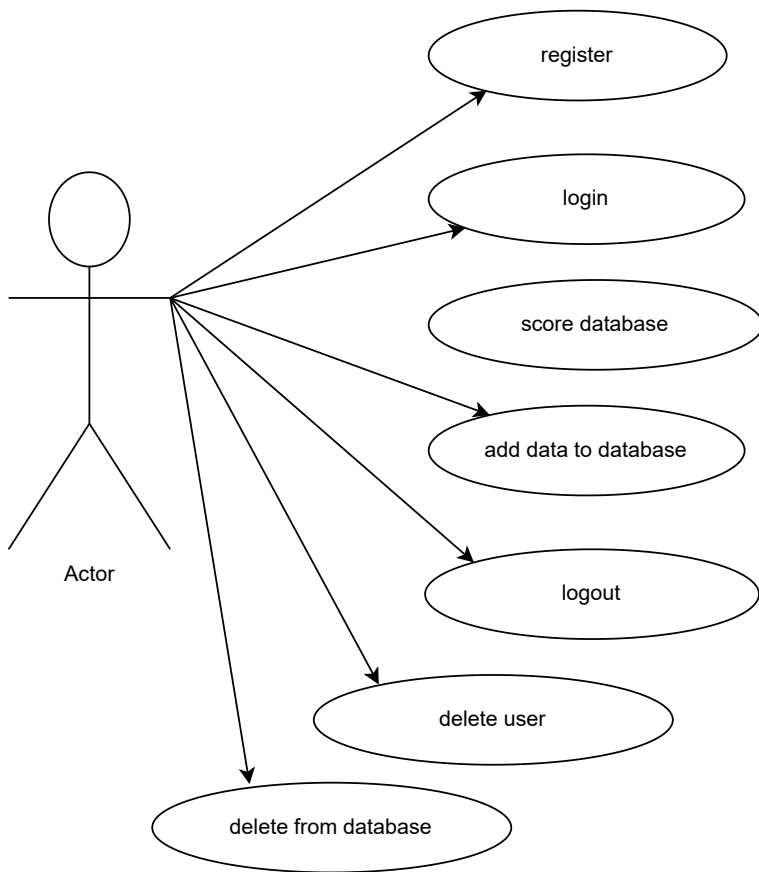 register
login
score database
add data to database
Actor
logout
delete user
delete from database